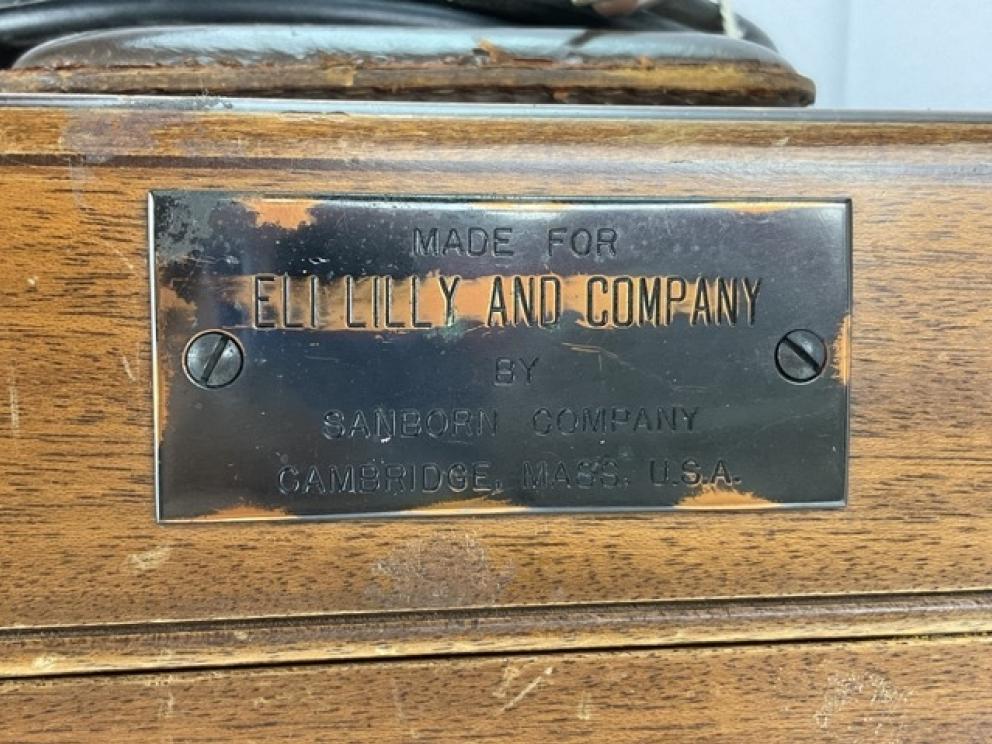 MADE FOR
ELI LILLY AND COMPANY
BY
SANBORN COMPANY
CAMBRIDGE, MASS. U.S.A.